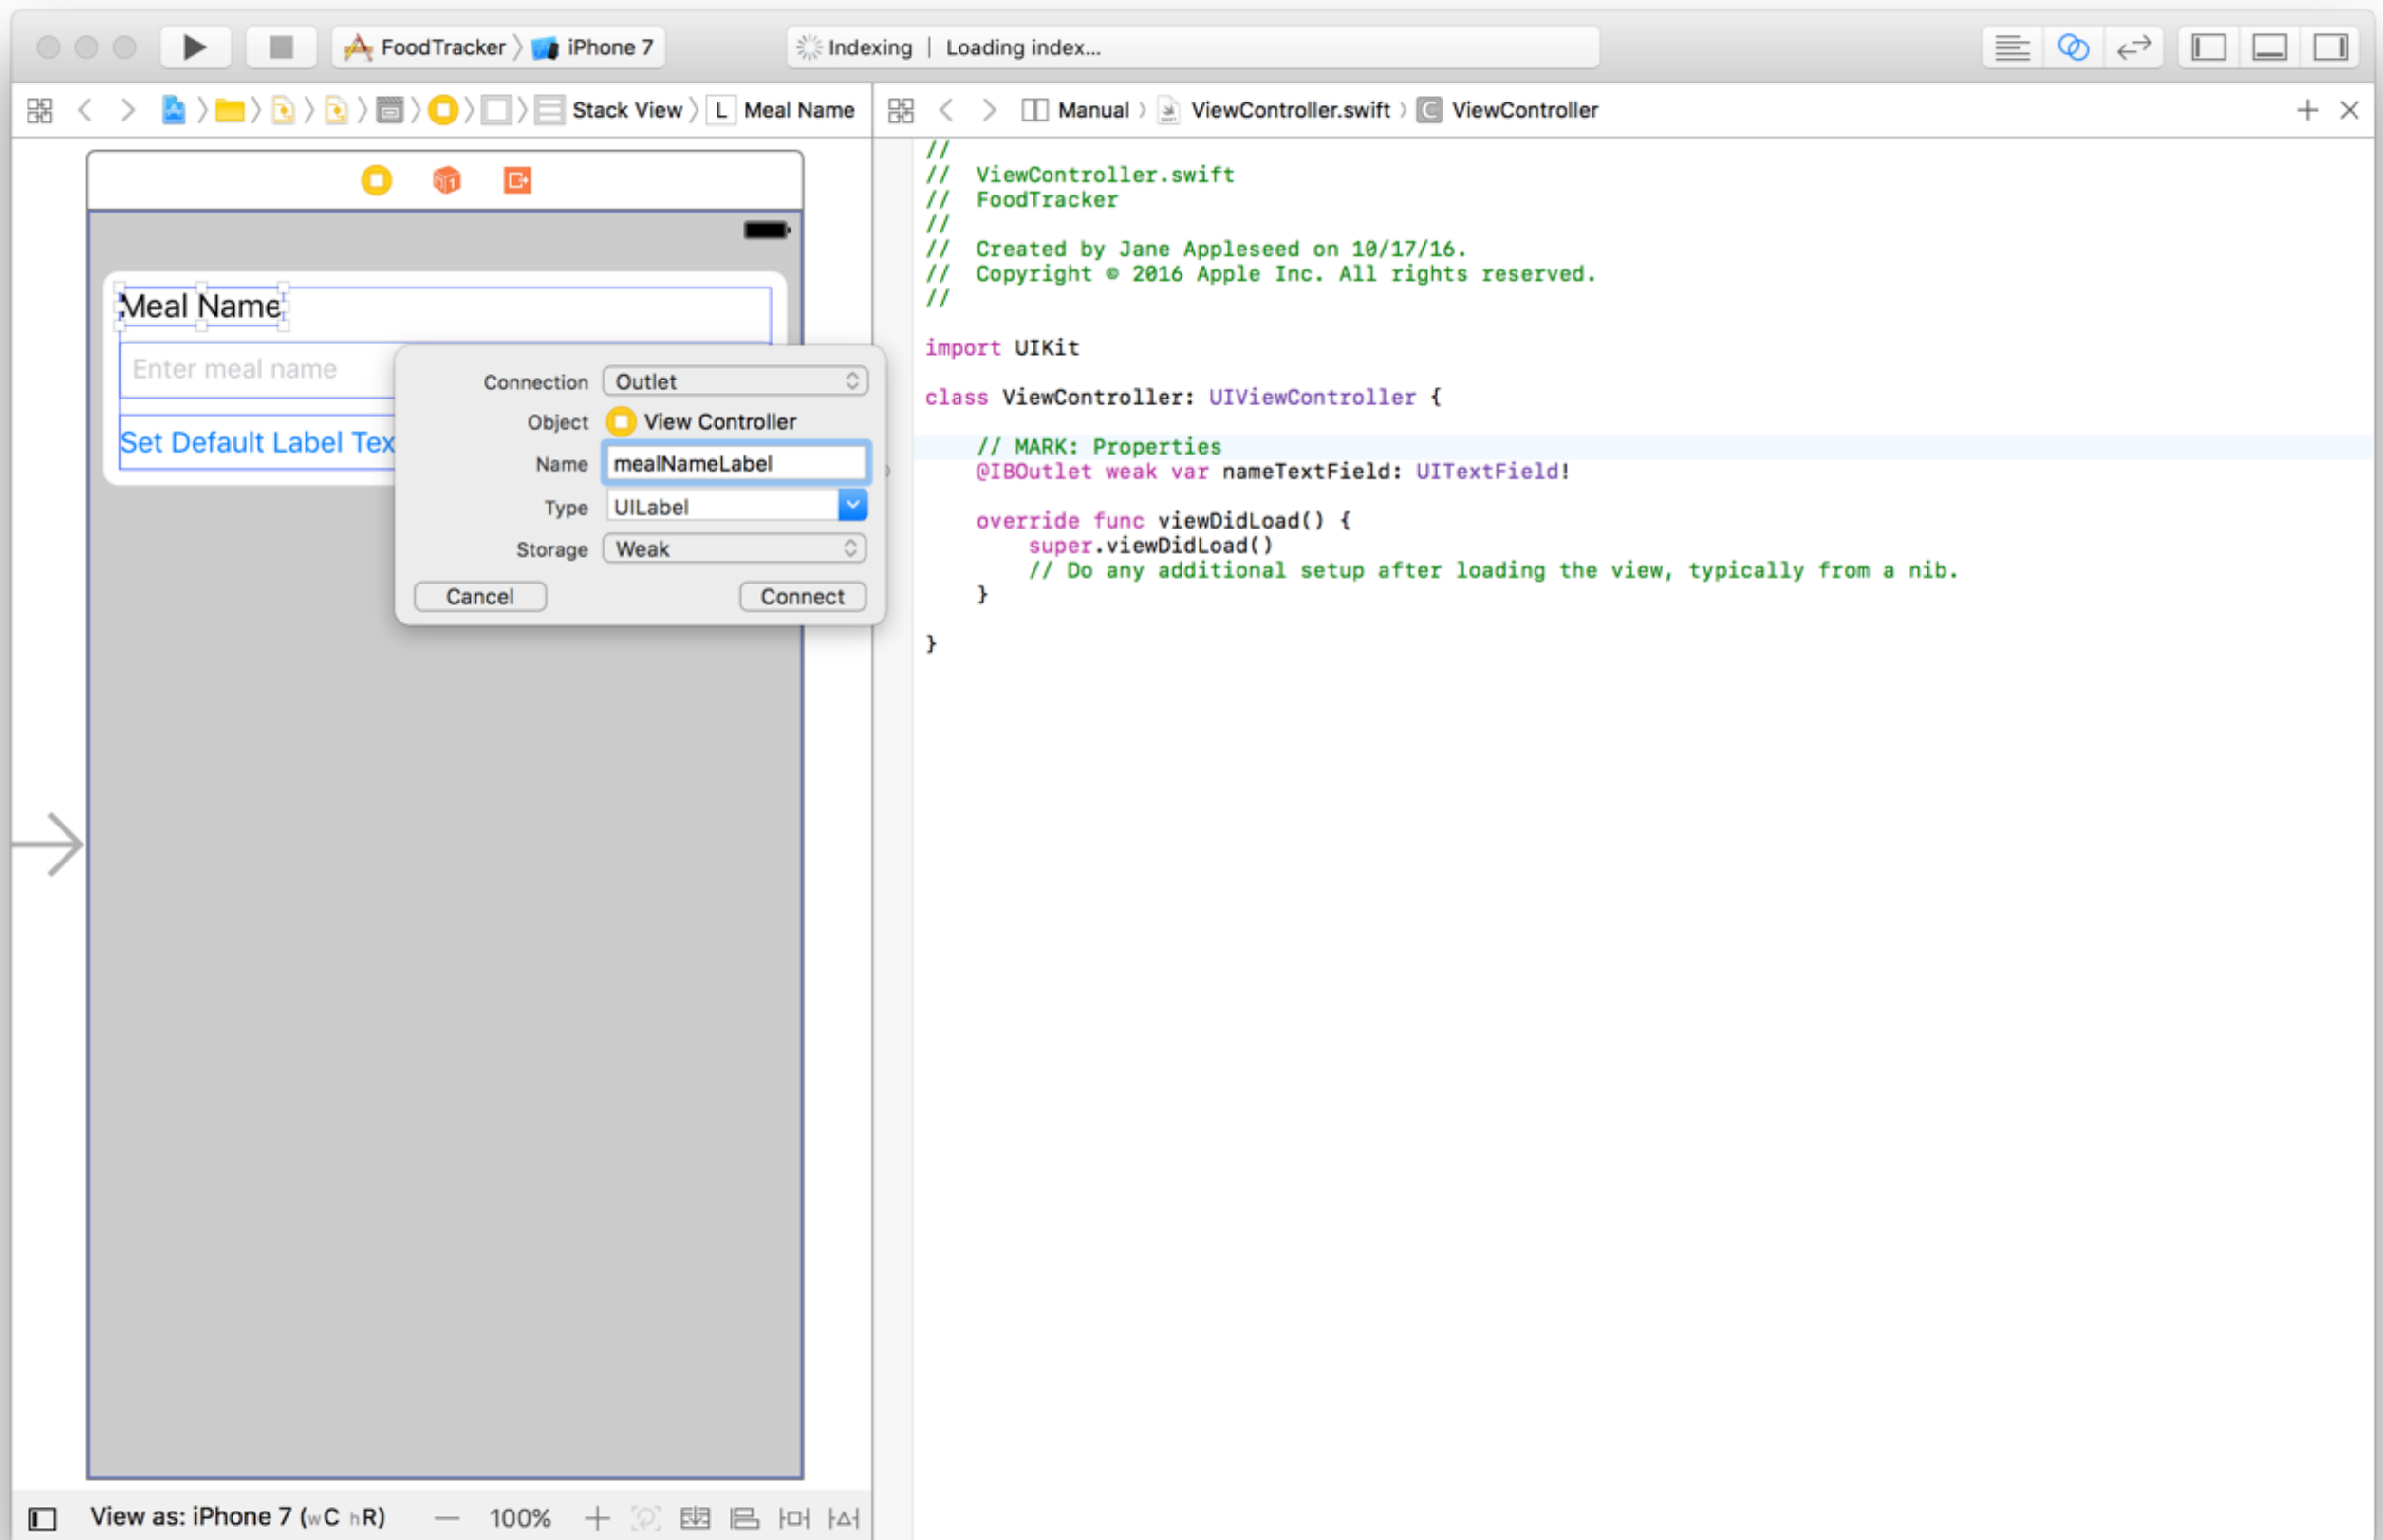 FoodTracker iPhone 7
Indexing | Loading index...
Stack View L Meal Name
Manual ViewController.swift C ViewController
Meal Name
Enter meal name
Set Default Label Tex
Connection Outlet
Object View Controller
Name mealNameLabel
Type UILabel
Storage Weak
Cancel Connect
//
// ViewController.swift
// FoodTracker
//
// Created by Jane Appleseed on 10/17/16.
// Copyright © 2016 Apple Inc. All rights reserved.
//
import UIKit
class ViewController: UIViewController {
// MARK: Properties
@IBOutlet weak var nameTextField: UITextField!
override func viewDidLoad() {
super.viewDidLoad()
// Do any additional setup after loading the view, typically from a nib.
}
}
View as: iPhone 7 (wC hR) — 100% +